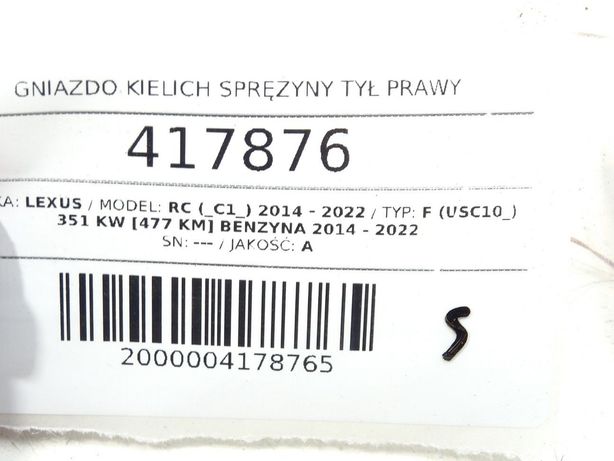 GNIAZDO KIELICH SPRĘZYNY TYŁ PRAWY
417876
KA: LEXUS / MODEL: RC (_C1_) 2014 - 2022 / TYP: F (USC10_)
351 KW [477 KM] BENZYNA 2014 - 2022
SN: --- / JAKOŚĆ: A
2000004178765
S